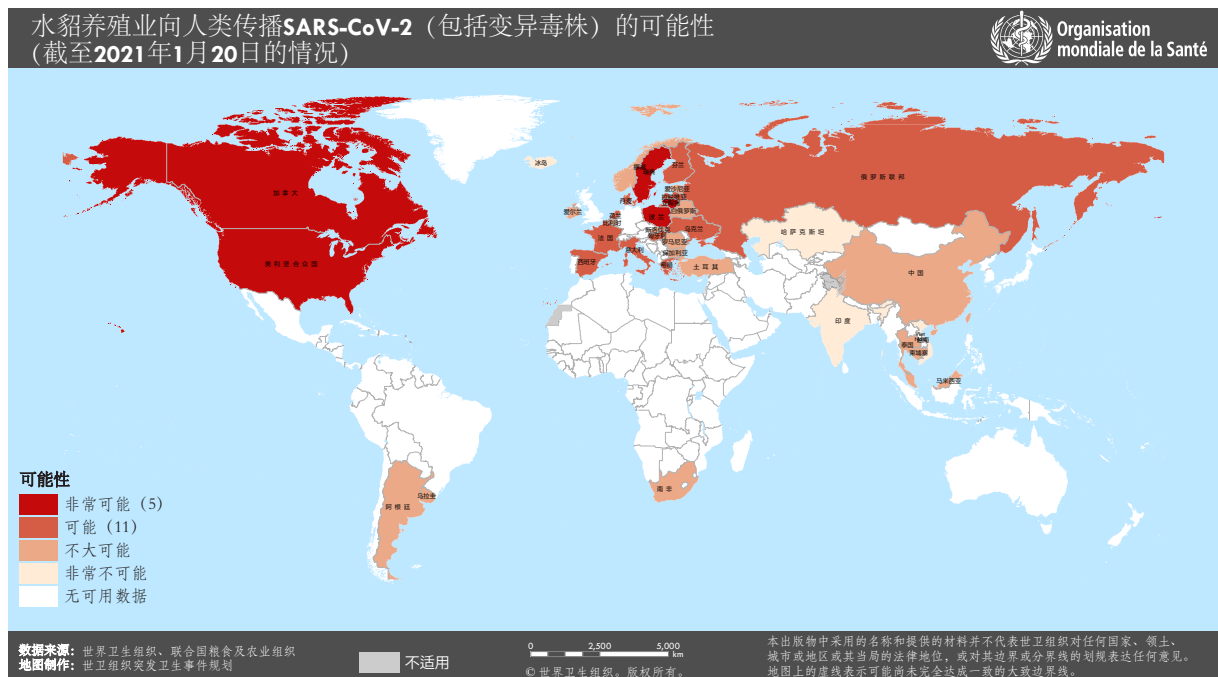 水貂养殖业向人类传播SARS-CoV-2（包括变异毒株）的可能性
(截至2021年1月20日的情况)
Organisation
mondiale de la Santé
冰岛
芬兰
俄罗斯联邦
加拿大
爱沙尼亚
丹麦
爱尔兰
荷兰
白俄罗斯
比利时
波兰
乌克兰
哈萨克斯坦
法国
罗马尼亚
意大利
保加利亚
美利坚合众国
西班牙
希腊
土耳其
中国
印度
泰国
柬埔寨
马来西亚
南非
乌拉圭
阿根廷
可能性
非常可能（5）
可能（11）
不大可能
非常不可能
无可用数据
数据来源：世界卫生组织、联合国粮食及农业组织
地图制作：世卫组织突发卫生事件规划
不适用
0 2,500 5,000
km
© 世界卫生组织。版权所有。
本出版物中采用的名称和提供的材料并不代表世卫组织对任何国家、领土、
城市或地区或其当局的法律地位，或对其边界或分界线的划规表达任何意见。
地图上的虚线表示可能尚未完全达成一致的大致边界线。